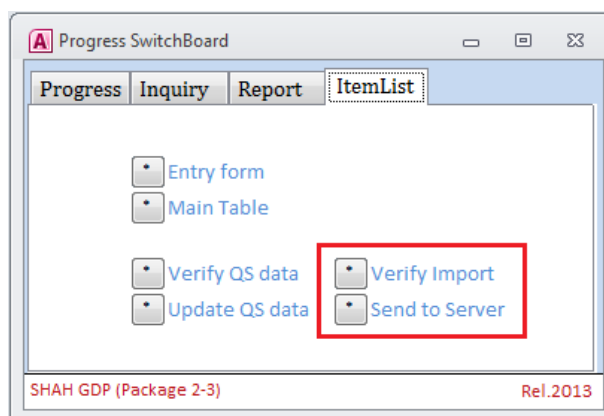 A Progress SwitchBoard
Progress Inquiry Report ItemList
* Entry form
* Main Table
* Verify QS data * Verify Import
* Update QS data * Send to Server
SHAH GDP (Package 2-3) Rel.2013